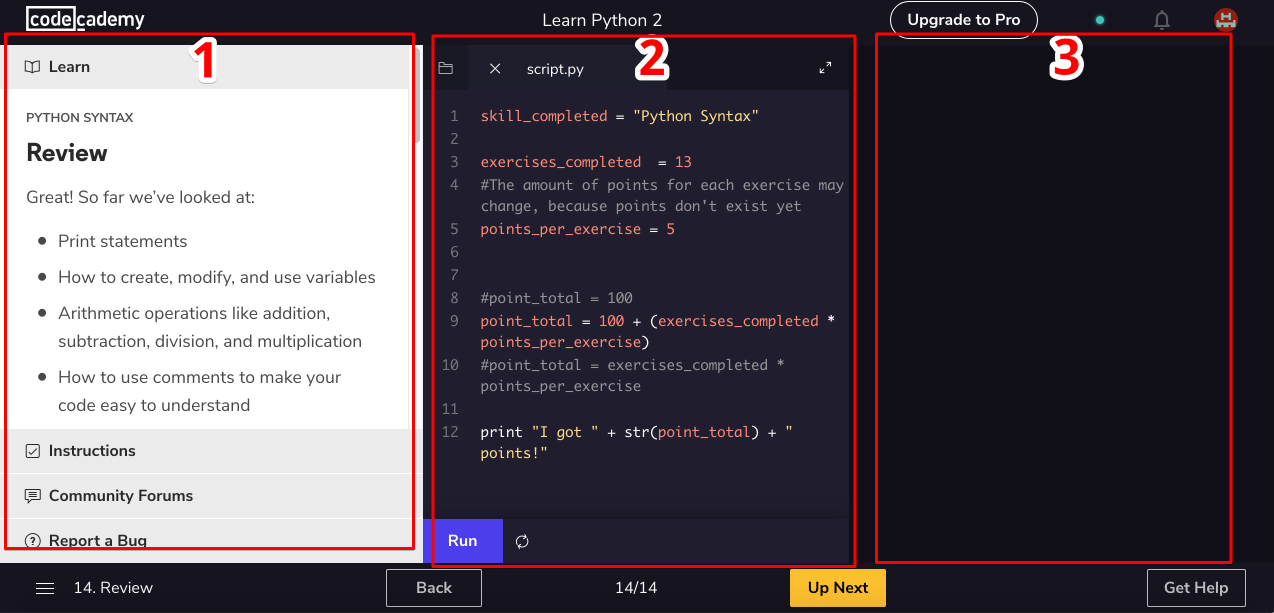 codecademy
Learn Python 2
Upgrade to Pro
1
Learn
PYTHON SYNTAX
Review
Great! So far we’ve looked at:
Print statements
How to create, modify, and use variables
Arithmetic operations like addition,
subtraction, division, and multiplication
How to use comments to make your
code easy to understand
Instructions
Community Forums
Report a Bug
2
script.py
1 skill_completed = "Python Syntax"
2
3 exercises_completed  = 13
4 #The amount of points for each exercise may
change, because points don't exist yet
5 points_per_exercise = 5
6
7
8 #point_total = 100
9 point_total = 100 + (exercises_completed *
points_per_exercise)
10 #point_total = exercises_completed *
points_per_exercise
11
12 print "I got " + str(point_total) + "
points!"
Run
3
14. Review
Back
14/14
Up Next
Get Help